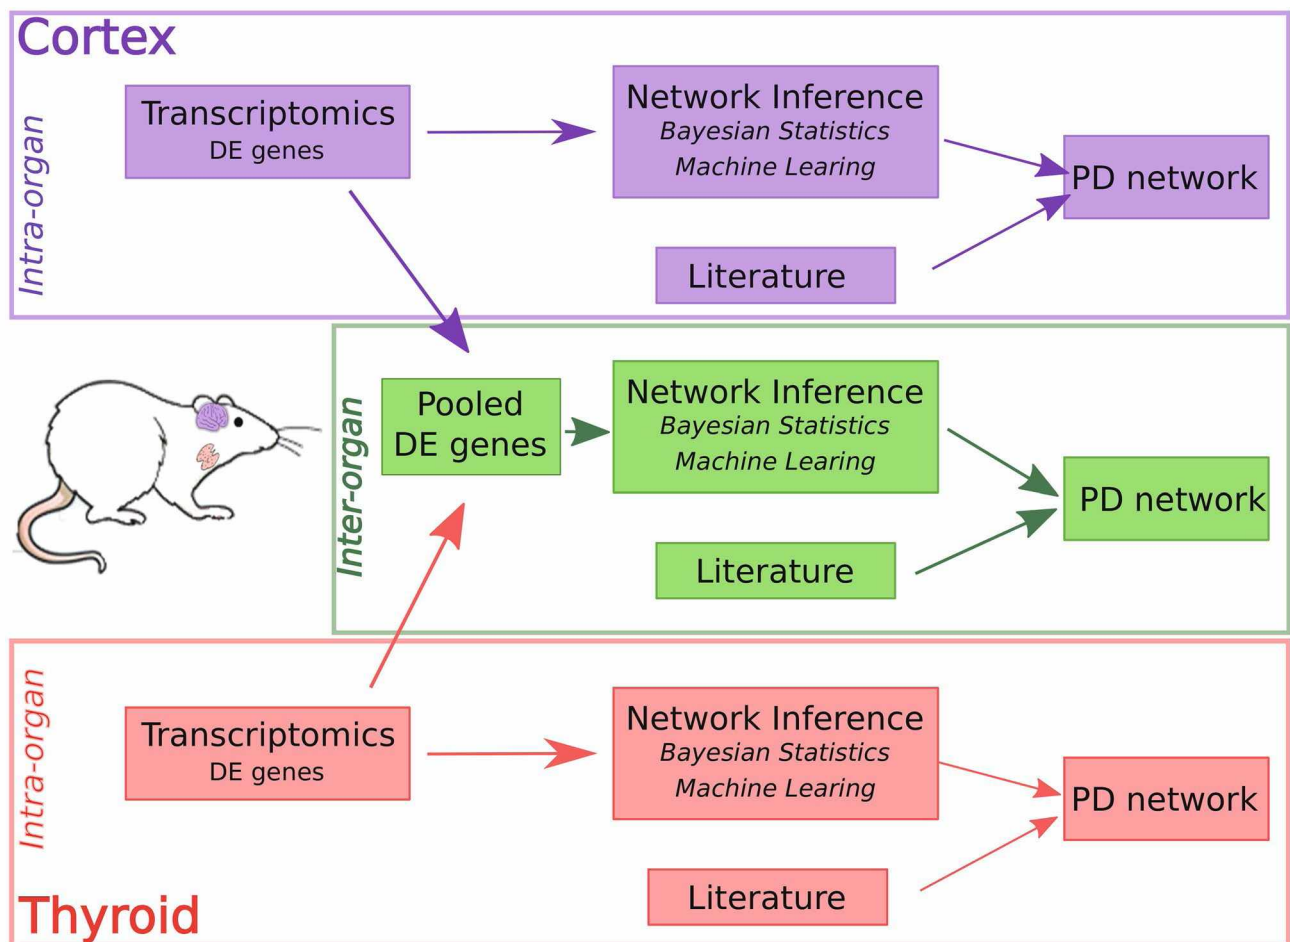 Cortex
Intra-organ
Transcriptomics
DE genes
Network Inference
Bayesian Statistics
Machine Learing
PD network
Literature
Inter-organ
Pooled
DE genes
Network Inference
Bayesian Statistics
Machine Learing
PD network
Literature
Intra-organ
Transcriptomics
DE genes
Network Inference
Bayesian Statistics
Machine Learing
PD network
Literature
Thyroid